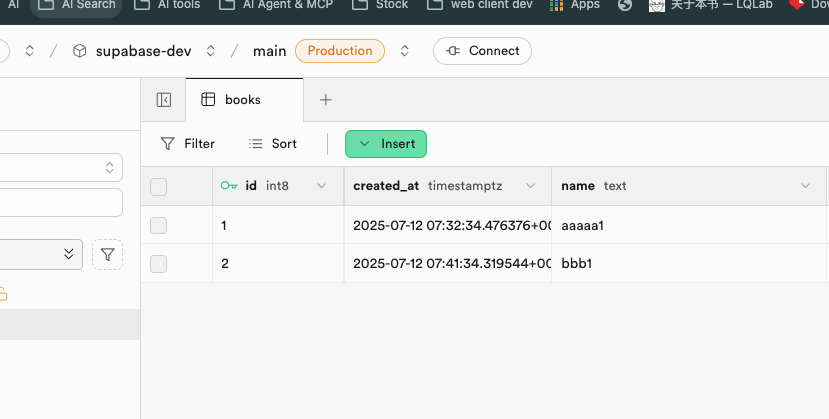 AI AI Search AI tools AI Agent & MCP Stock web client dev Apps 关于本书 — LQLab Dow
/ supabase-dev / main Production Connect
books
Filter Sort Insert
id int8 created_at timestamptz name text
1 2025-07-12 07:32:34.476376+00 aaaaa1
2 2025-07-12 07:41:34.319544+00 bbb1